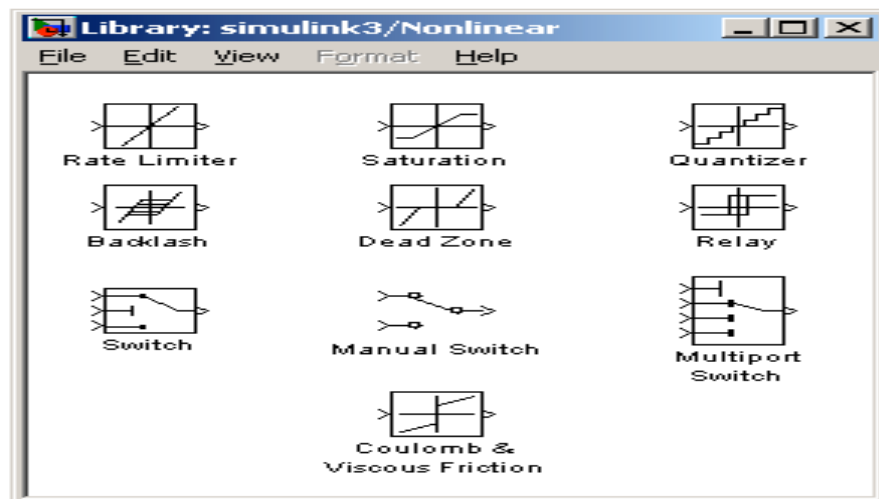 Library: simulink3/Nonlinear
File Edit View Format Help
Rate Limiter Saturation Quantizer
Backlash Dead Zone Relay
Switch Manual Switch Multiport
Switch
Coulomb &
Viscous Friction